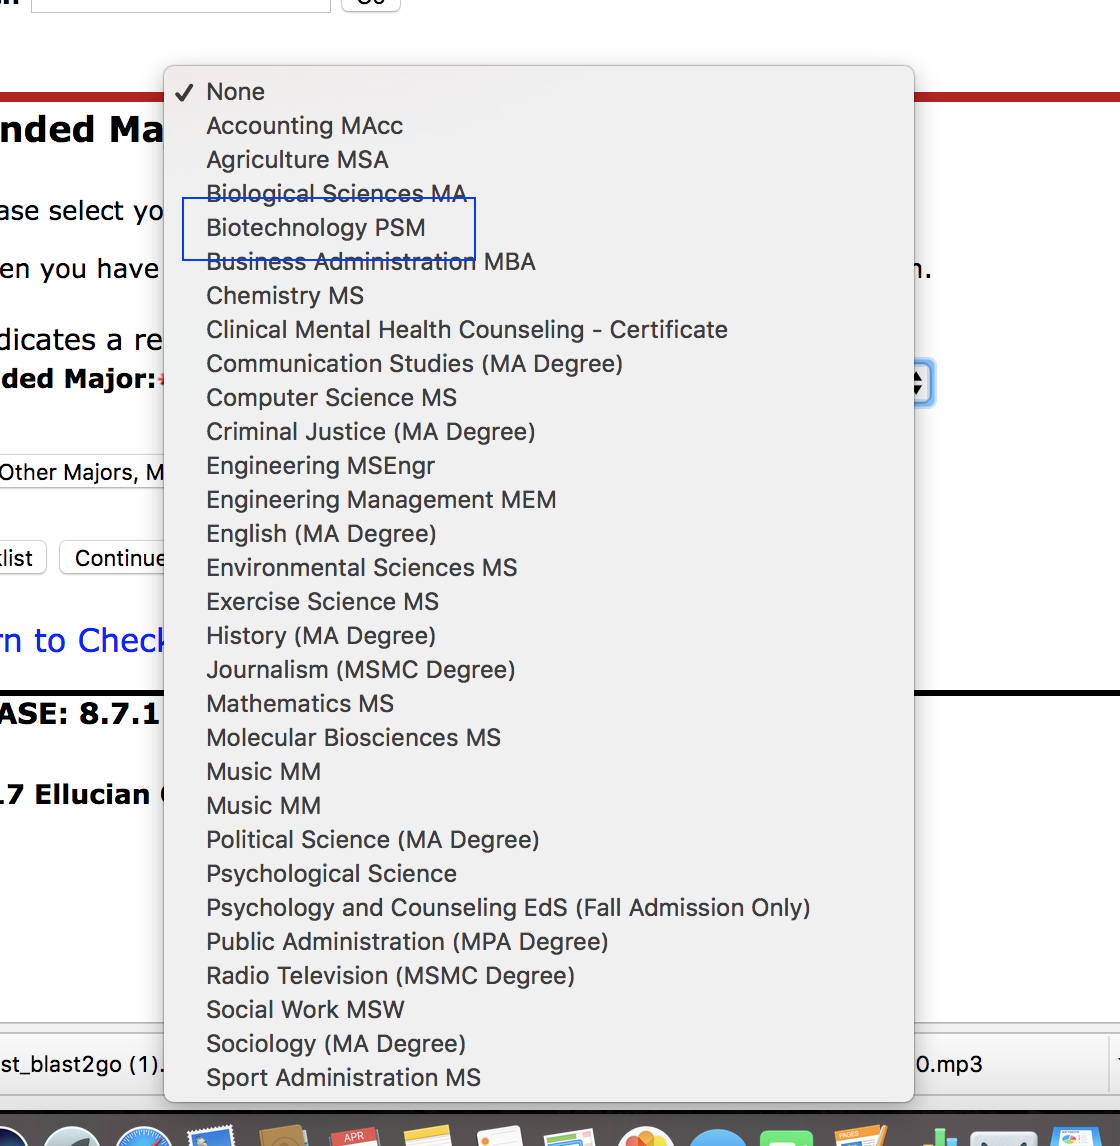 None
nded Ma
Accounting MAcc
Agriculture MSA
Biological Sciences MA
ase select yo
Biotechnology PSM
Business Administration MBA
en you have
n.
Chemistry MS
Clinical Mental Health Counseling - Certificate
dicates a re
Communication Studies (MA Degree)
ded Major:*
Computer Science MS
Criminal Justice (MA Degree)
Engineering MSEngr
Other Majors, M
Engineering Management MEM
English (MA Degree)
list Continue
Environmental Sciences MS
Exercise Science MS
History (MA Degree)
rn to Check
Journalism (MSMC Degree)
Mathematics MS
ASE: 8.7.1
Molecular Biosciences MS
Music MM
.7 Ellucian
Music MM
Political Science (MA Degree)
Psychological Science
Psychology and Counseling EdS (Fall Admission Only)
Public Administration (MPA Degree)
Radio Television (MSMC Degree)
Social Work MSW
Sociology (MA Degree)
st_blast2go (1).
0.mp3
Sport Administration MS
APR
PAGES